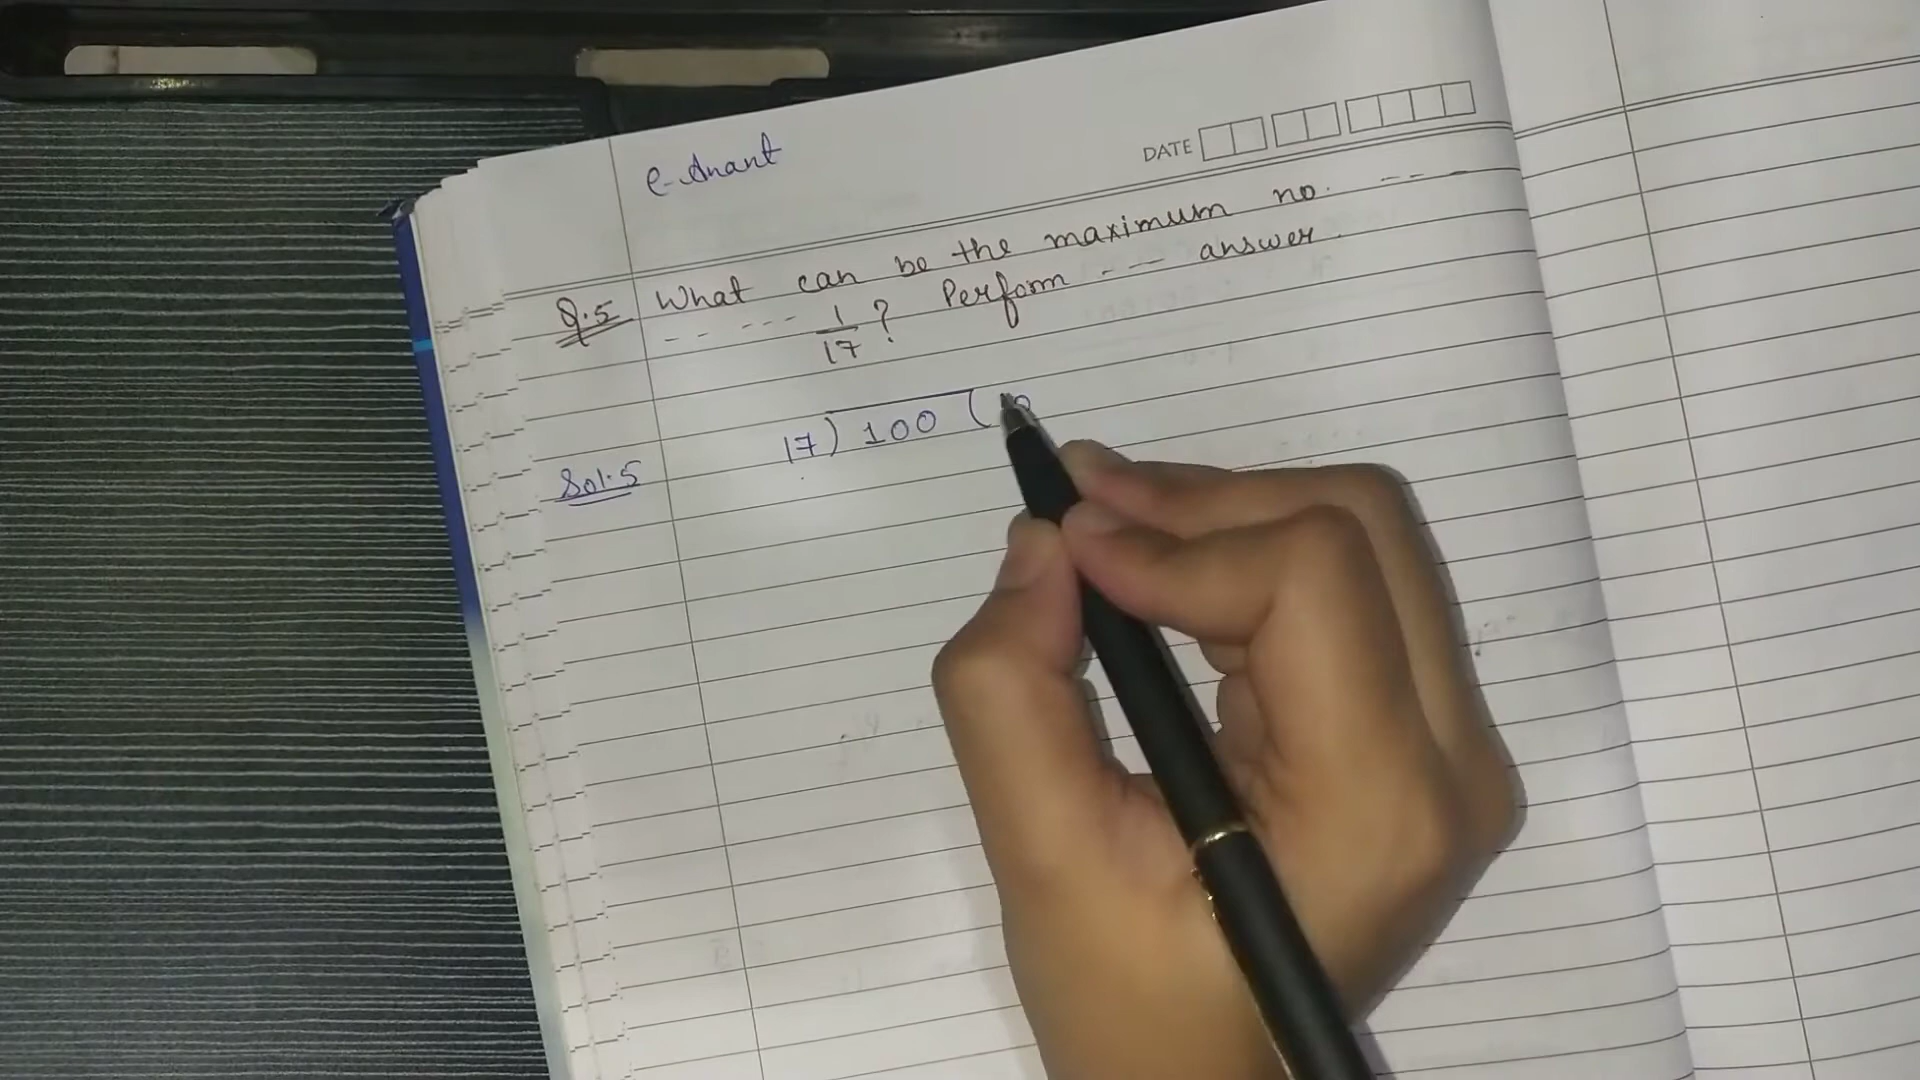 e-Anant
DATE
Q.5 What can be the maximum no. -- - -
- - --- 1/17 ? Perform --- answer.
Sol.5 17) 100 (